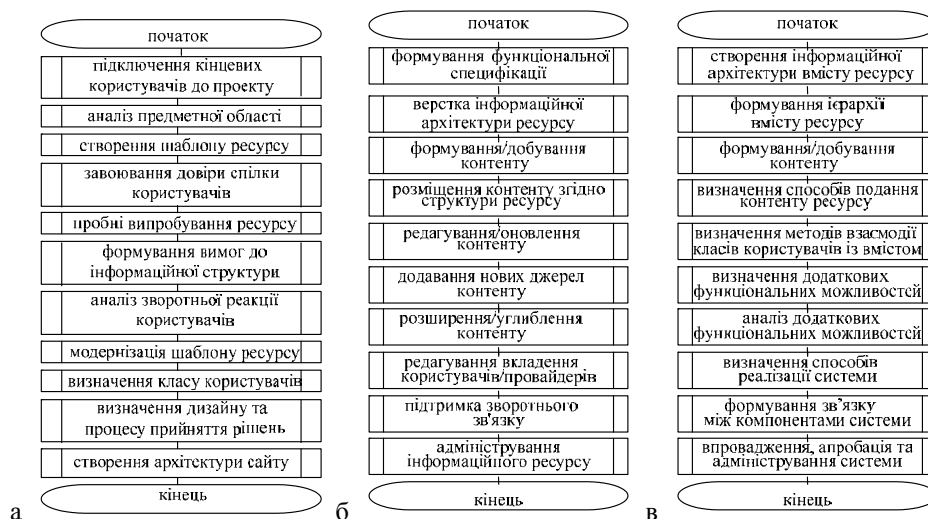 початок
підключення кінцевих
користувачів до проекту
аналіз предметної області
створення шаблону ресурсу
завоювання довіри спілки
користувачів
пробні випробування ресурсу
формування вимог до
інформаційної структури
аналіз зворотньої реакції
користувачів
модернізація шаблону ресурсу
визначення класу користувачів
визначення дизайну та
процесу прийняття рішень
створення архітектури сайту
кінець
а
початок
формування функціональної
специфікації
верстка інформаційної
архітектури ресурсу
формування/добування
контенту
розміщення контенту згідно
структури ресурсу
редагування/оновлення
контенту
додавання нових джерел
контенту
розширення/углиблення
контенту
редагування вкладення
користувачів/провайдерів
підтримка зворотнього
зв'язку
адміністрування
інформаційного ресурсу
кінець
б
початок
створення інформаційної
архітектури вмісту ресурсу
формування ієрархії
вмісту ресурсу
формування/добування
контенту
визначення способів подання
контенту ресурсу
визначення методів взаємодії
класів користувачів із вмістом
визначення додаткових
функціональних можливостей
аналіз додаткових
функціональних можливостей
визначення способів
реалізації системи
формування зв’язку
між компонентами системи
впровадження, апробація та
адміністрування системи
кінець
в